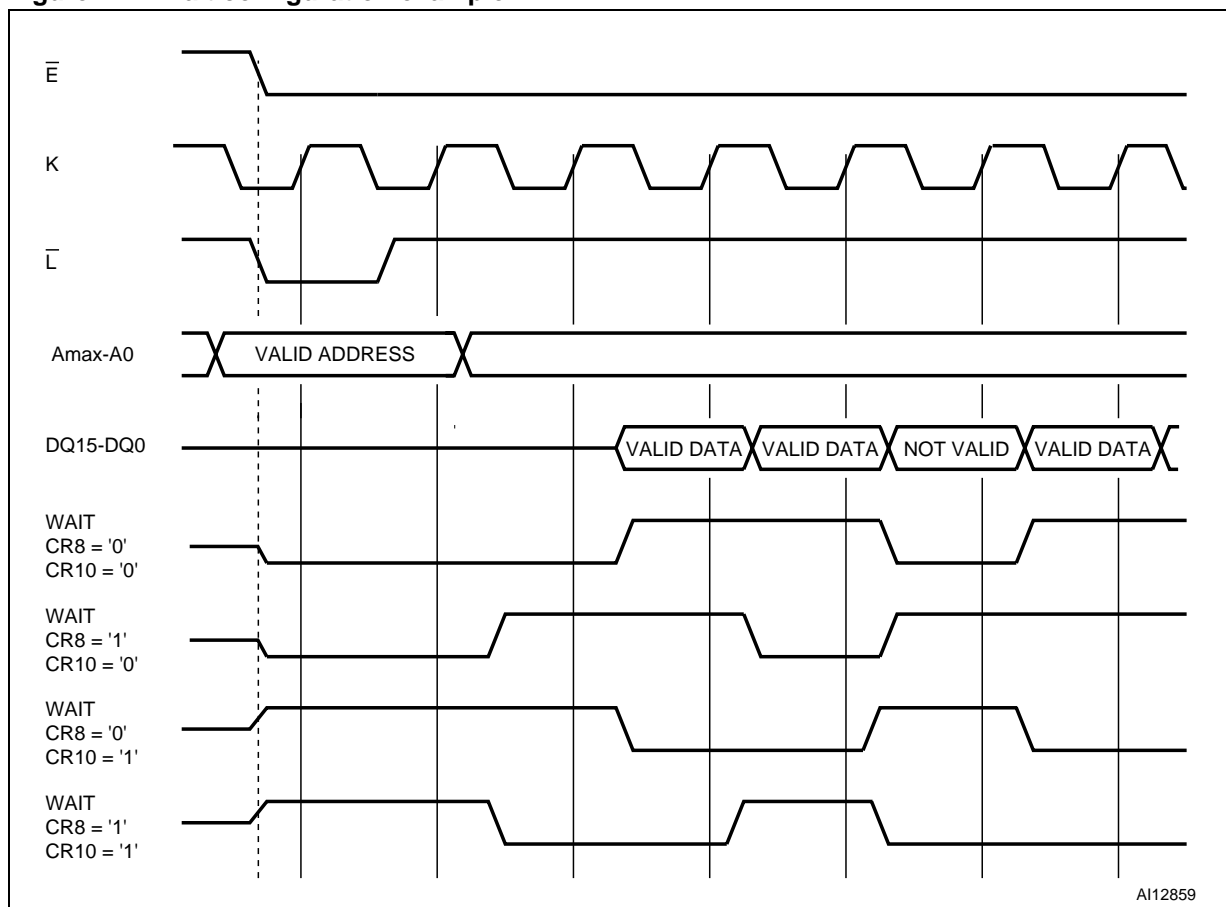 E
K
L
Amax-A0
VALID ADDRESS
DQ15-DQ0
VALID DATA VALID DATA NOT VALID VALID DATA
WAIT
CR8 = '0'
CR10 = '0'
WAIT
CR8 = '1'
CR10 = '0'
WAIT
CR8 = '0'
CR10 = '1'
WAIT
CR8 = '1'
CR10 = '1'
AI12859